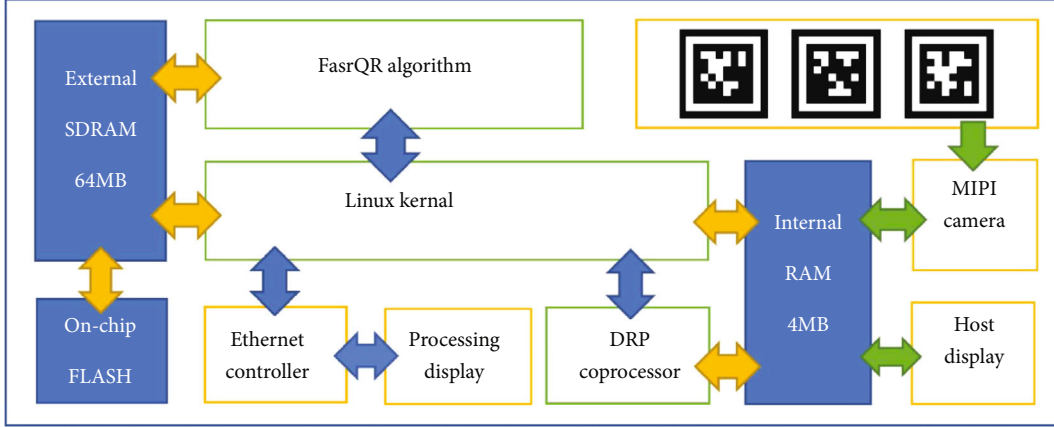 External
SDRAM
64MB
FasrQR algorithm
Linux kernal
MIPI
camera
Internal
RAM
4MB
On-chip
FLASH
Ethernet
controller
Processing
display
DRP
coprocessor
Host
display